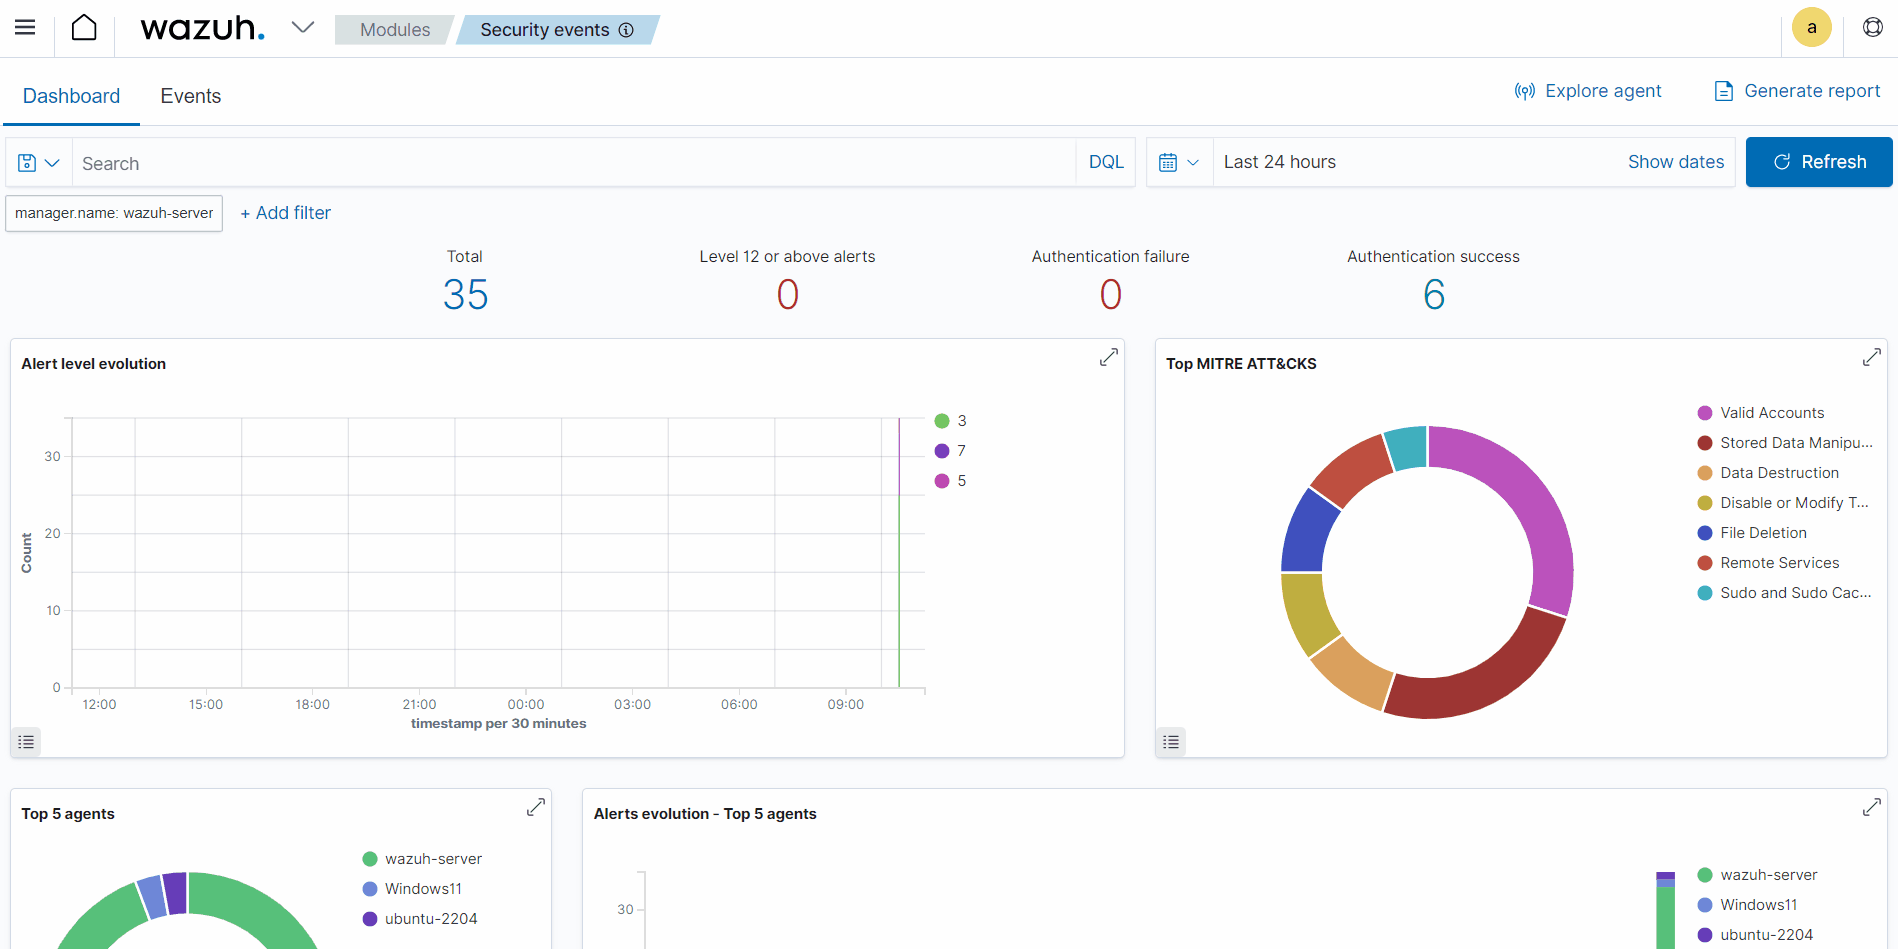 wazuh.
Modules
Security events
a
Dashboard
Events
Explore agent
Generate report
Search
DQL
Last 24 hours
Show dates
Refresh
manager.name: wazuh-server
+ Add filter
Total
35
Level 12 or above alerts
0
Authentication failure
0
Authentication success
6
Alert level evolution
Count
30
20
10
0
12:00
15:00
18:00
21:00
00:00
03:00
06:00
09:00
timestamp per 30 minutes
3
7
5
Top MITRE ATT&CKS
Valid Accounts
Stored Data Manipu...
Data Destruction
Disable or Modify T...
File Deletion
Remote Services
Sudo and Sudo Cac...
Top 5 agents
wazuh-server
Windows11
ubuntu-2204
Alerts evolution - Top 5 agents
30
wazuh-server
Windows11
ubuntu-2204